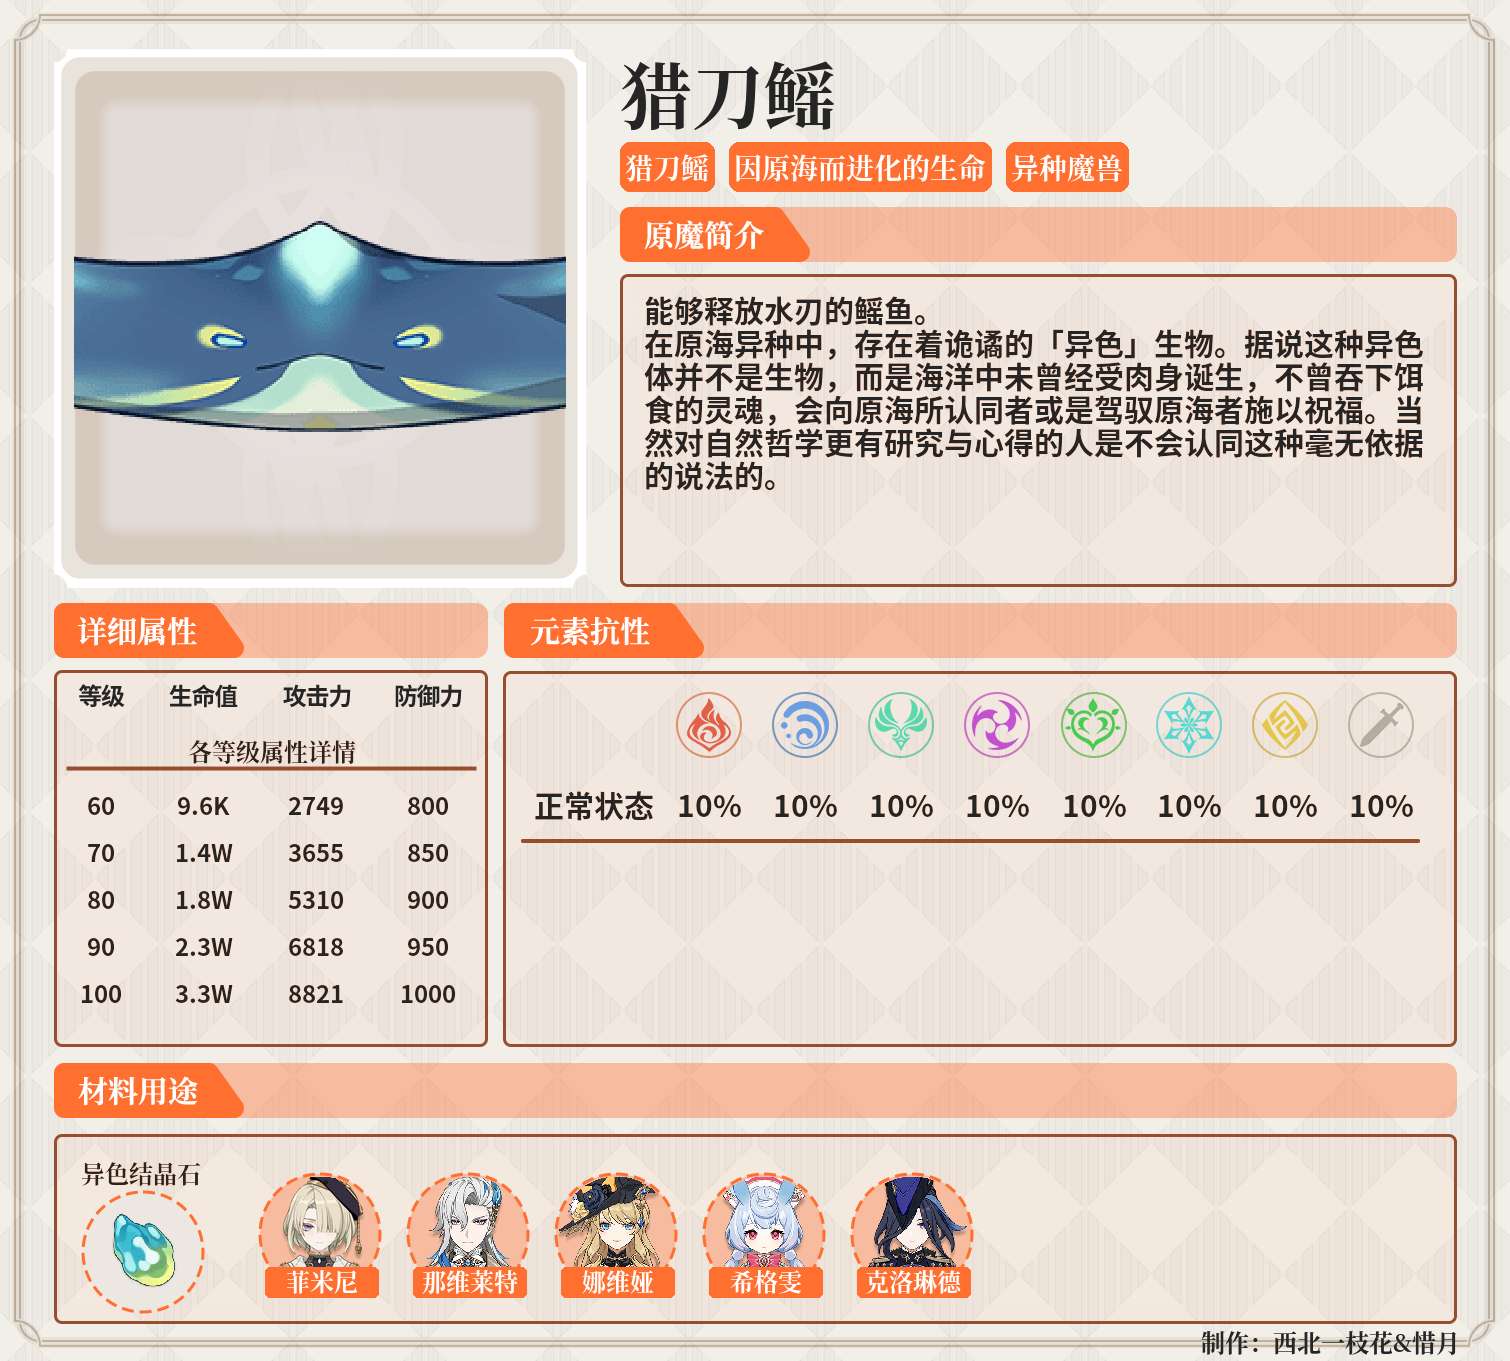 猎刀鳐
猎刀鳐 因原海而进化的生命 异种魔兽
原魔简介
能够释放水刃的鳐鱼。
在原海异种中，存在着诡谲的「异色」生物。据说这种异色
体并不是生物，而是海洋中未曾经受肉身诞生，不曾吞下饵
食的灵魂，会向原海所认同者或是驾驭原海者施以祝福。当
然对自然哲学更有研究与心得的人是不会认同这种毫无依据
的说法的。
详细属性
等级 生命值 攻击力 防御力
各等级属性详情
60 9.6K 2749 800
70 1.4W 3655 850
80 1.8W 5310 900
90 2.3W 6818 950
100 3.3W 8821 1000
元素抗性
正常状态 10% 10% 10% 10% 10% 10% 10% 10%
材料用途
异色结晶石
菲米尼 那维莱特 娜维娅 希格雯 克洛琳德
制作：西北一枝花&惜月